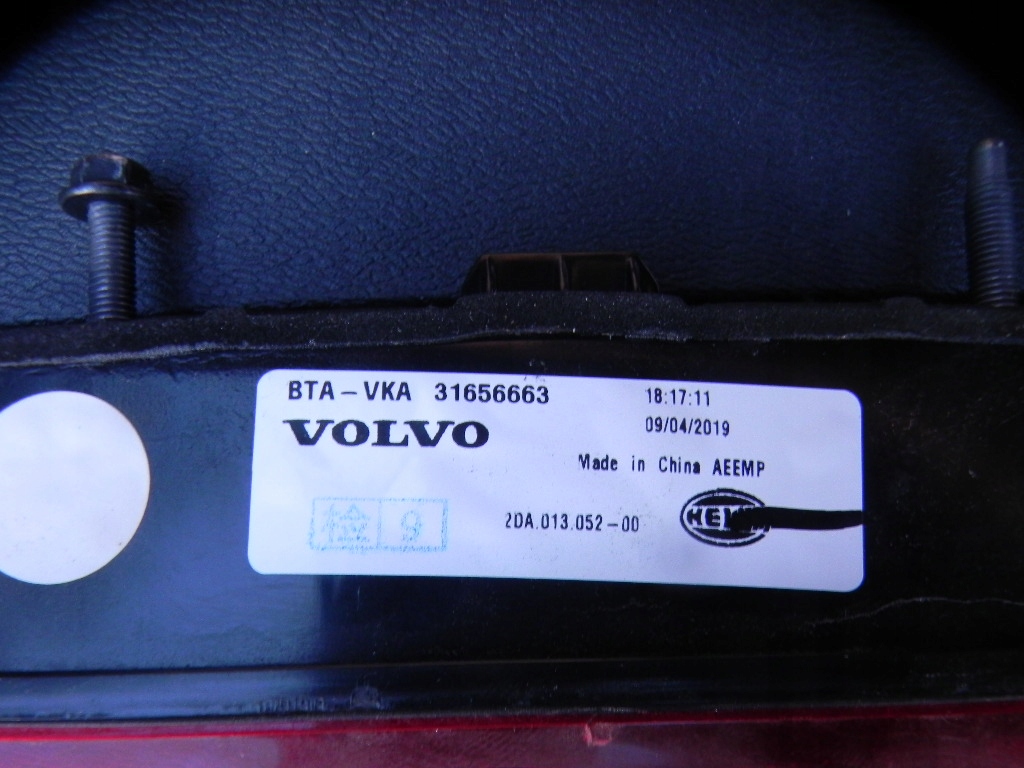 BTA-VKA 31656663
18:17:11
VOLVO
09/04/2019
Made in China AEEMP
检 9
2DA.013.052-00